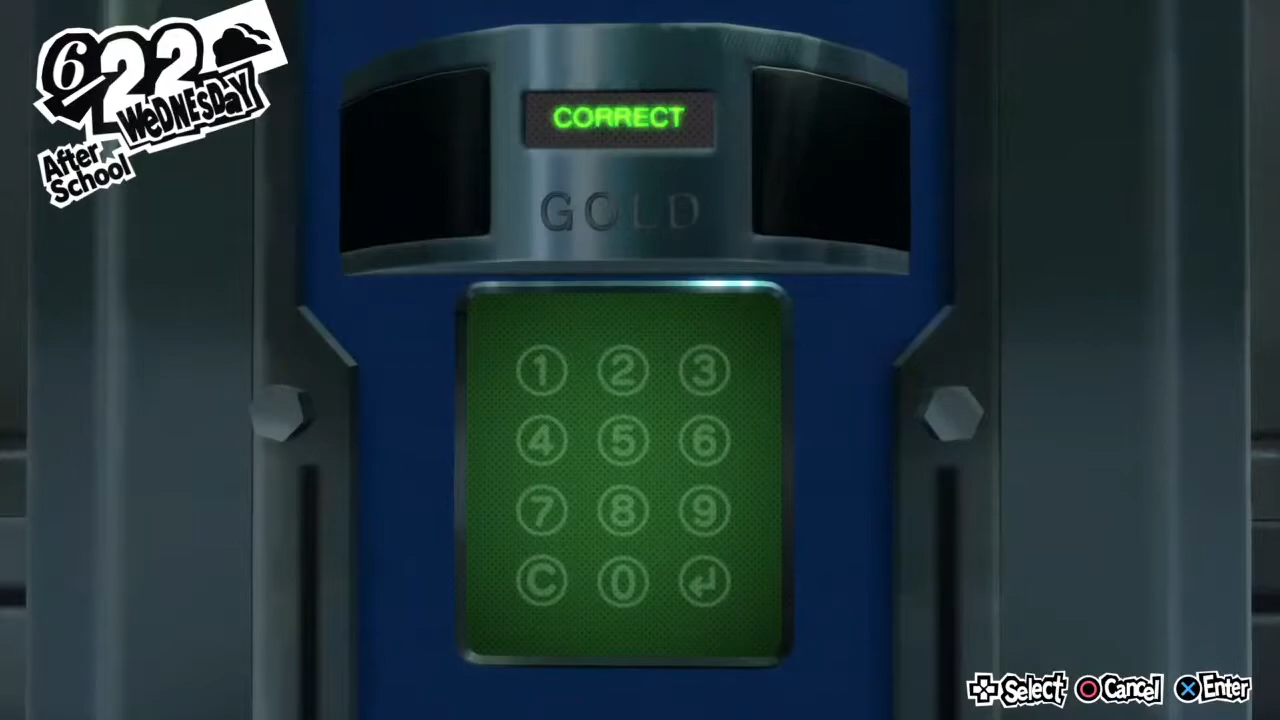 6/22
WeDNESDaY
After
School
CORRECT
GOLD
1 2 3
4 5 6
7 8 9
C 0 ↲
Select Cancel Enter